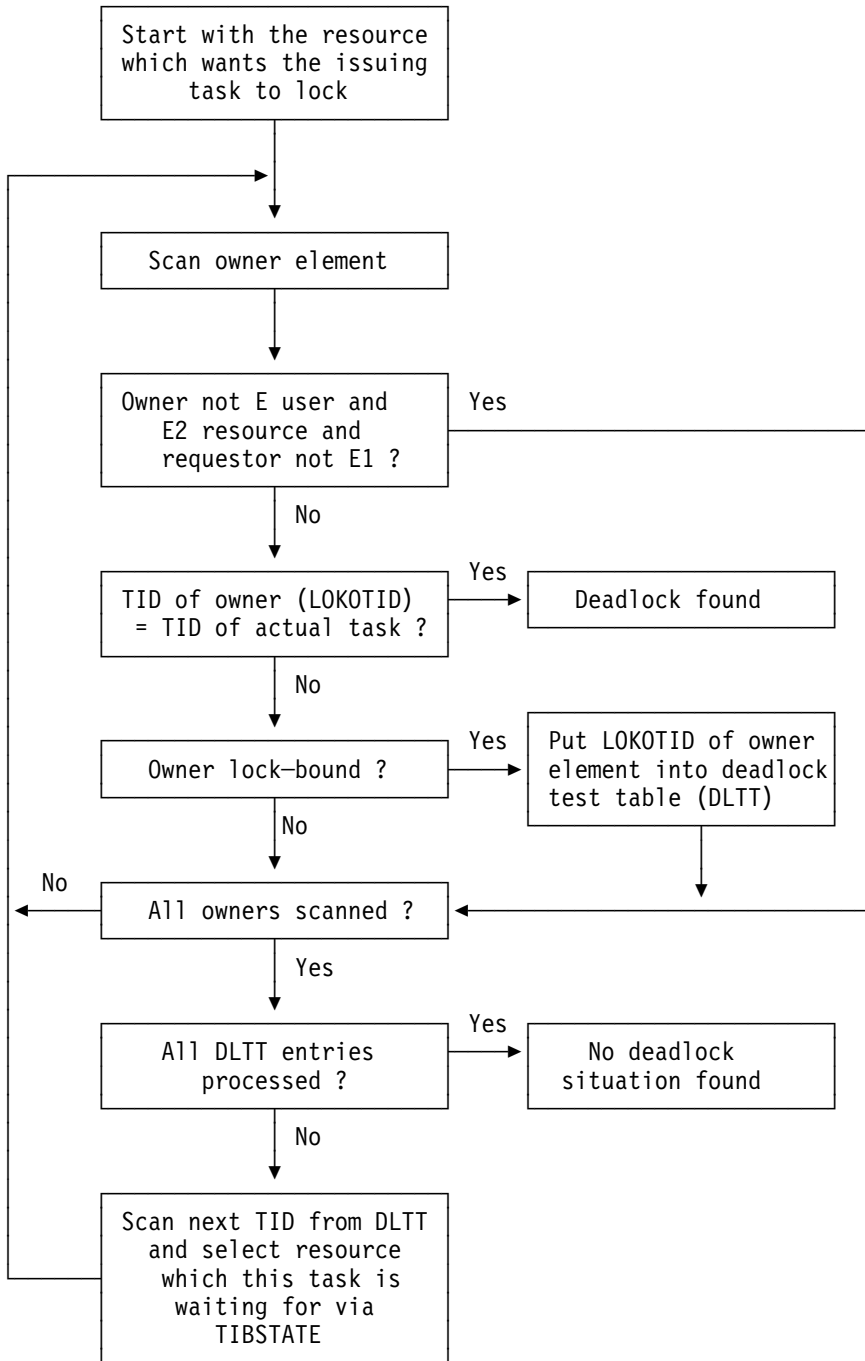 Start with the resource
which wants the issuing
task to lock
Scan owner element
Owner not E user and
E2 resource and
requestor not E1 ?
Yes
No
TID of owner (LOKOTID)
= TID of actual task ?
Yes
Deadlock found
No
Owner lock—bound ?
Yes
Put LOKOTID of owner
element into deadlock
test table (DLTT)
No
No
All owners scanned ?
Yes
All DLTT entries
processed ?
Yes
No deadlock
situation found
No
Scan next TID from DLTT
and select resource
which this task is
waiting for via
TIBSTATE